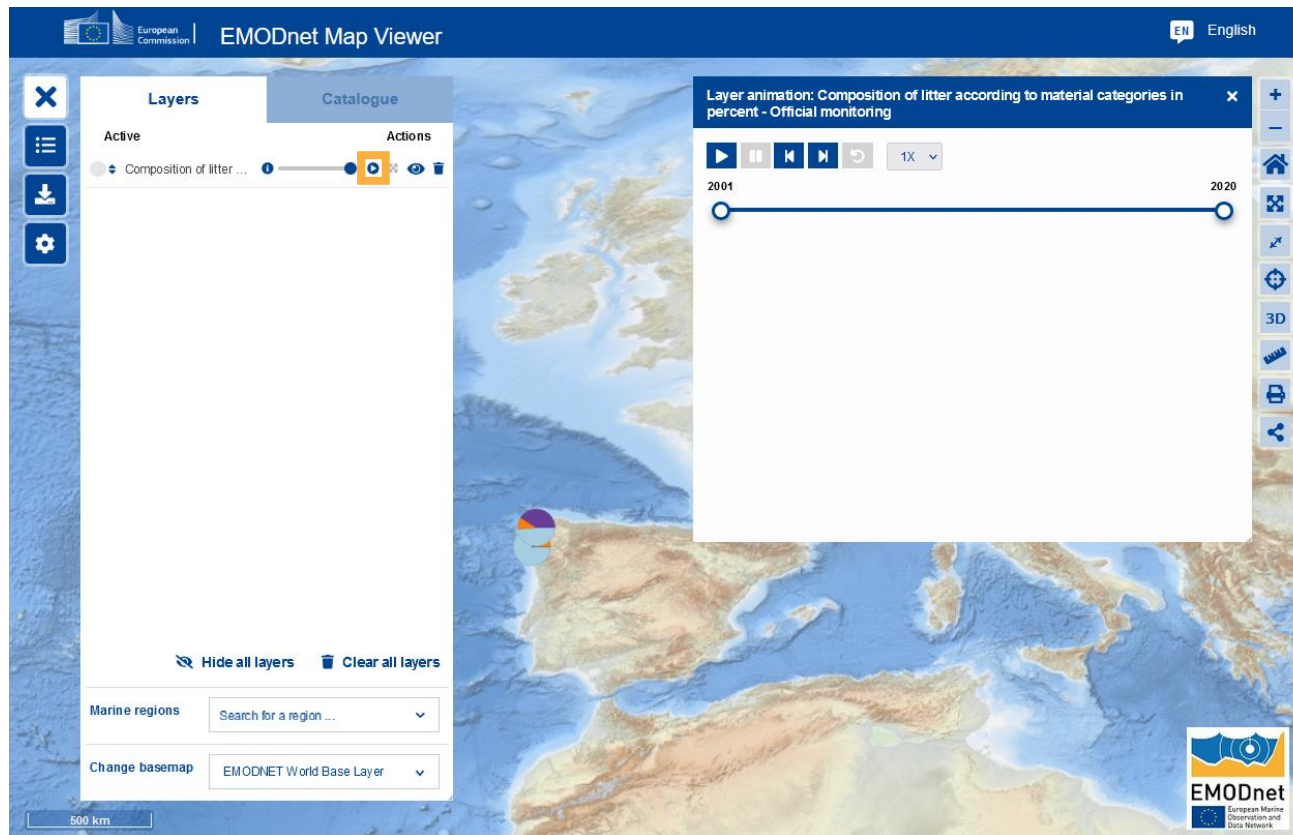 European
Commission
EMODnet Map Viewer
EN English
Layers
Catalogue
Active
Actions
Composition of litter ...
Hide all layers
Clear all layers
Marine regions
Search for a region ...
Change basemap
EMODNET World Base Layer
500 km
Layer animation: Composition of litter according to material categories in
percent - Official monitoring
1X
2001
2020
+
−
3D
EMODnet
European Marine
Observation and
Data Network